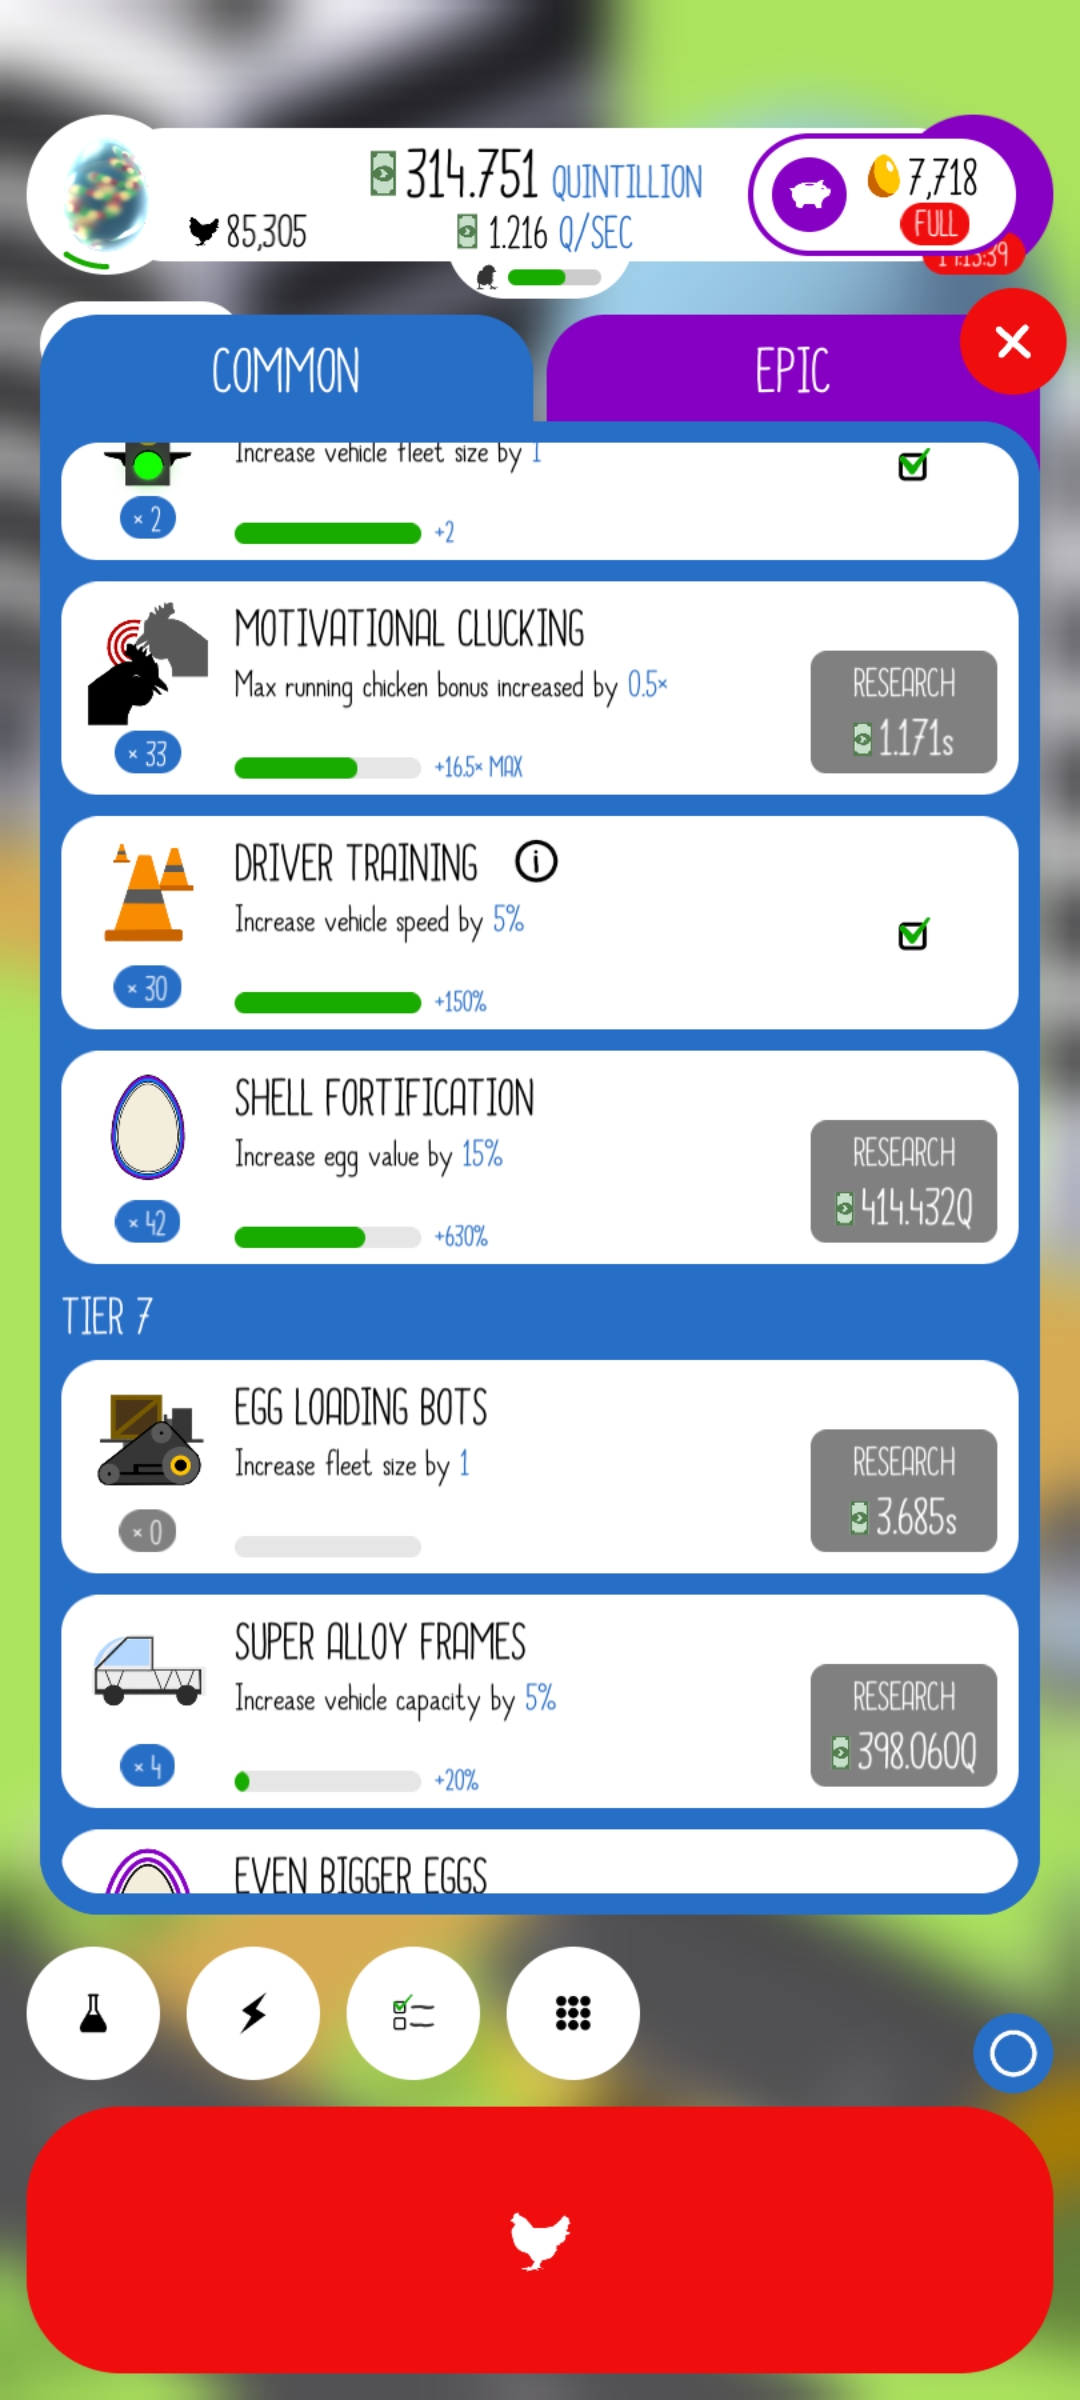 314.751 QUINTILLION
7,718
85,305
1.216 Q/SEC
FULL
COMMON
EPIC
Increase vehicle fleet size by 1
× 2
+2
MOTIVATIONAL CLUCKING
Max running chicken bonus increased by 0.5×
RESEARCH
1.171s
× 33
+16.5× MAX
DRIVER TRAINING
Increase vehicle speed by 5%
× 30
+150%
SHELL FORTIFICATION
Increase egg value by 15%
RESEARCH
414.432Q
× 42
+630%
TIER 7
EGG LOADING BOTS
Increase fleet size by 1
RESEARCH
3.685s
× 0
SUPER ALLOY FRAMES
Increase vehicle capacity by 5%
RESEARCH
398.060Q
× 4
+20%
EVEN BIGGER EGGS